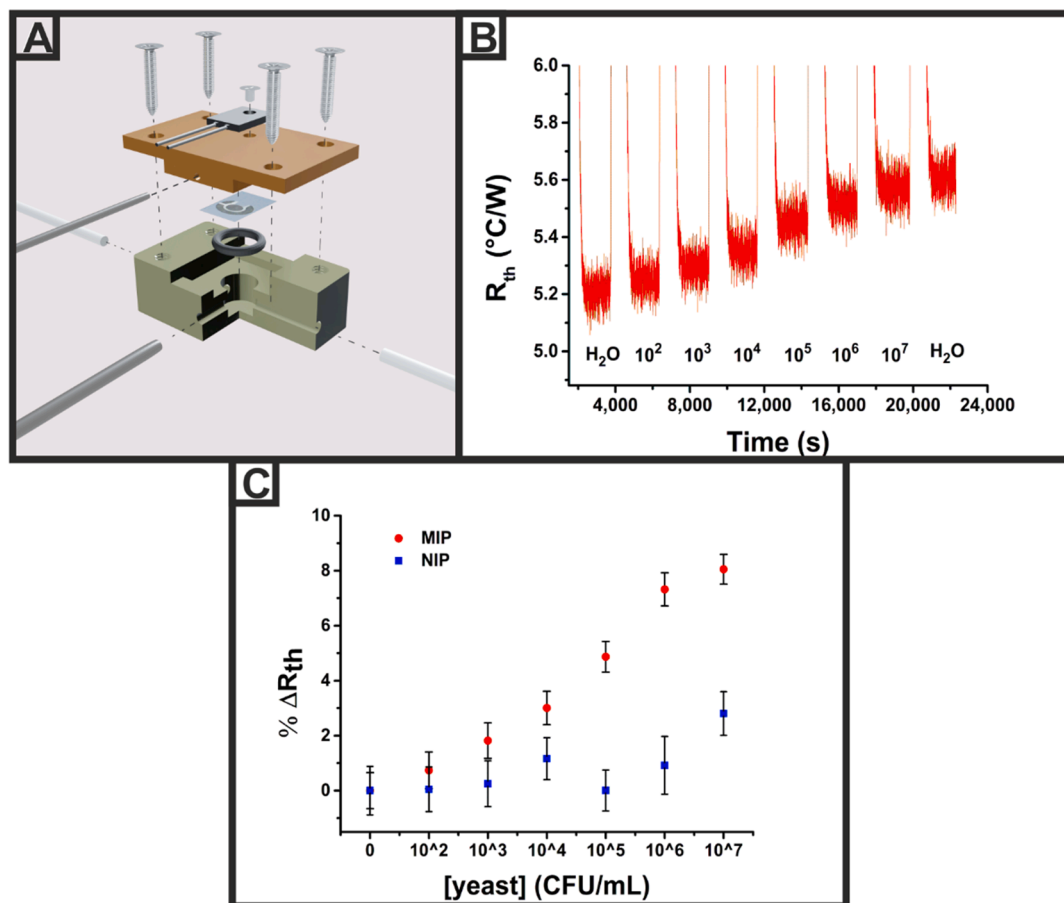 A
B
6.0
5.8
5.6
5.4
5.2
5.0
R_th (°C/W)
H₂O 10² 10³ 10⁴ 10⁵ 10⁶ 10⁷ H₂O
4,000 8,000 12,000 16,000 20,000 24,000
Time (s)
C
10
8
6
4
2
0
% ΔRth
MIP
NIP
0 10^2 10^3 10^4 10^5 10^6 10^7
[yeast] (CFU/mL)